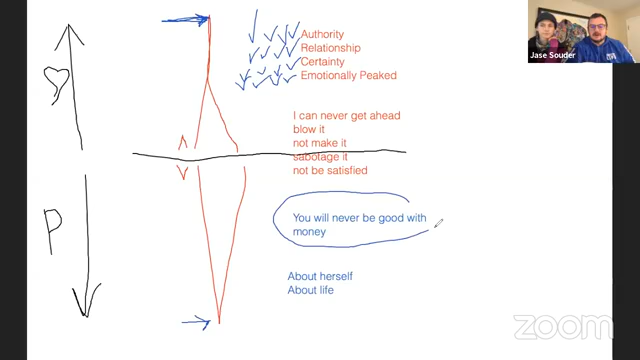 Authority
Relationship
Certainty
Emotionally Peaked
I can never get ahead
blow it
not make it
sabotage it
not be satisfied
P
You will never be good with
money
About herself
About life
Jase Souder
zoom